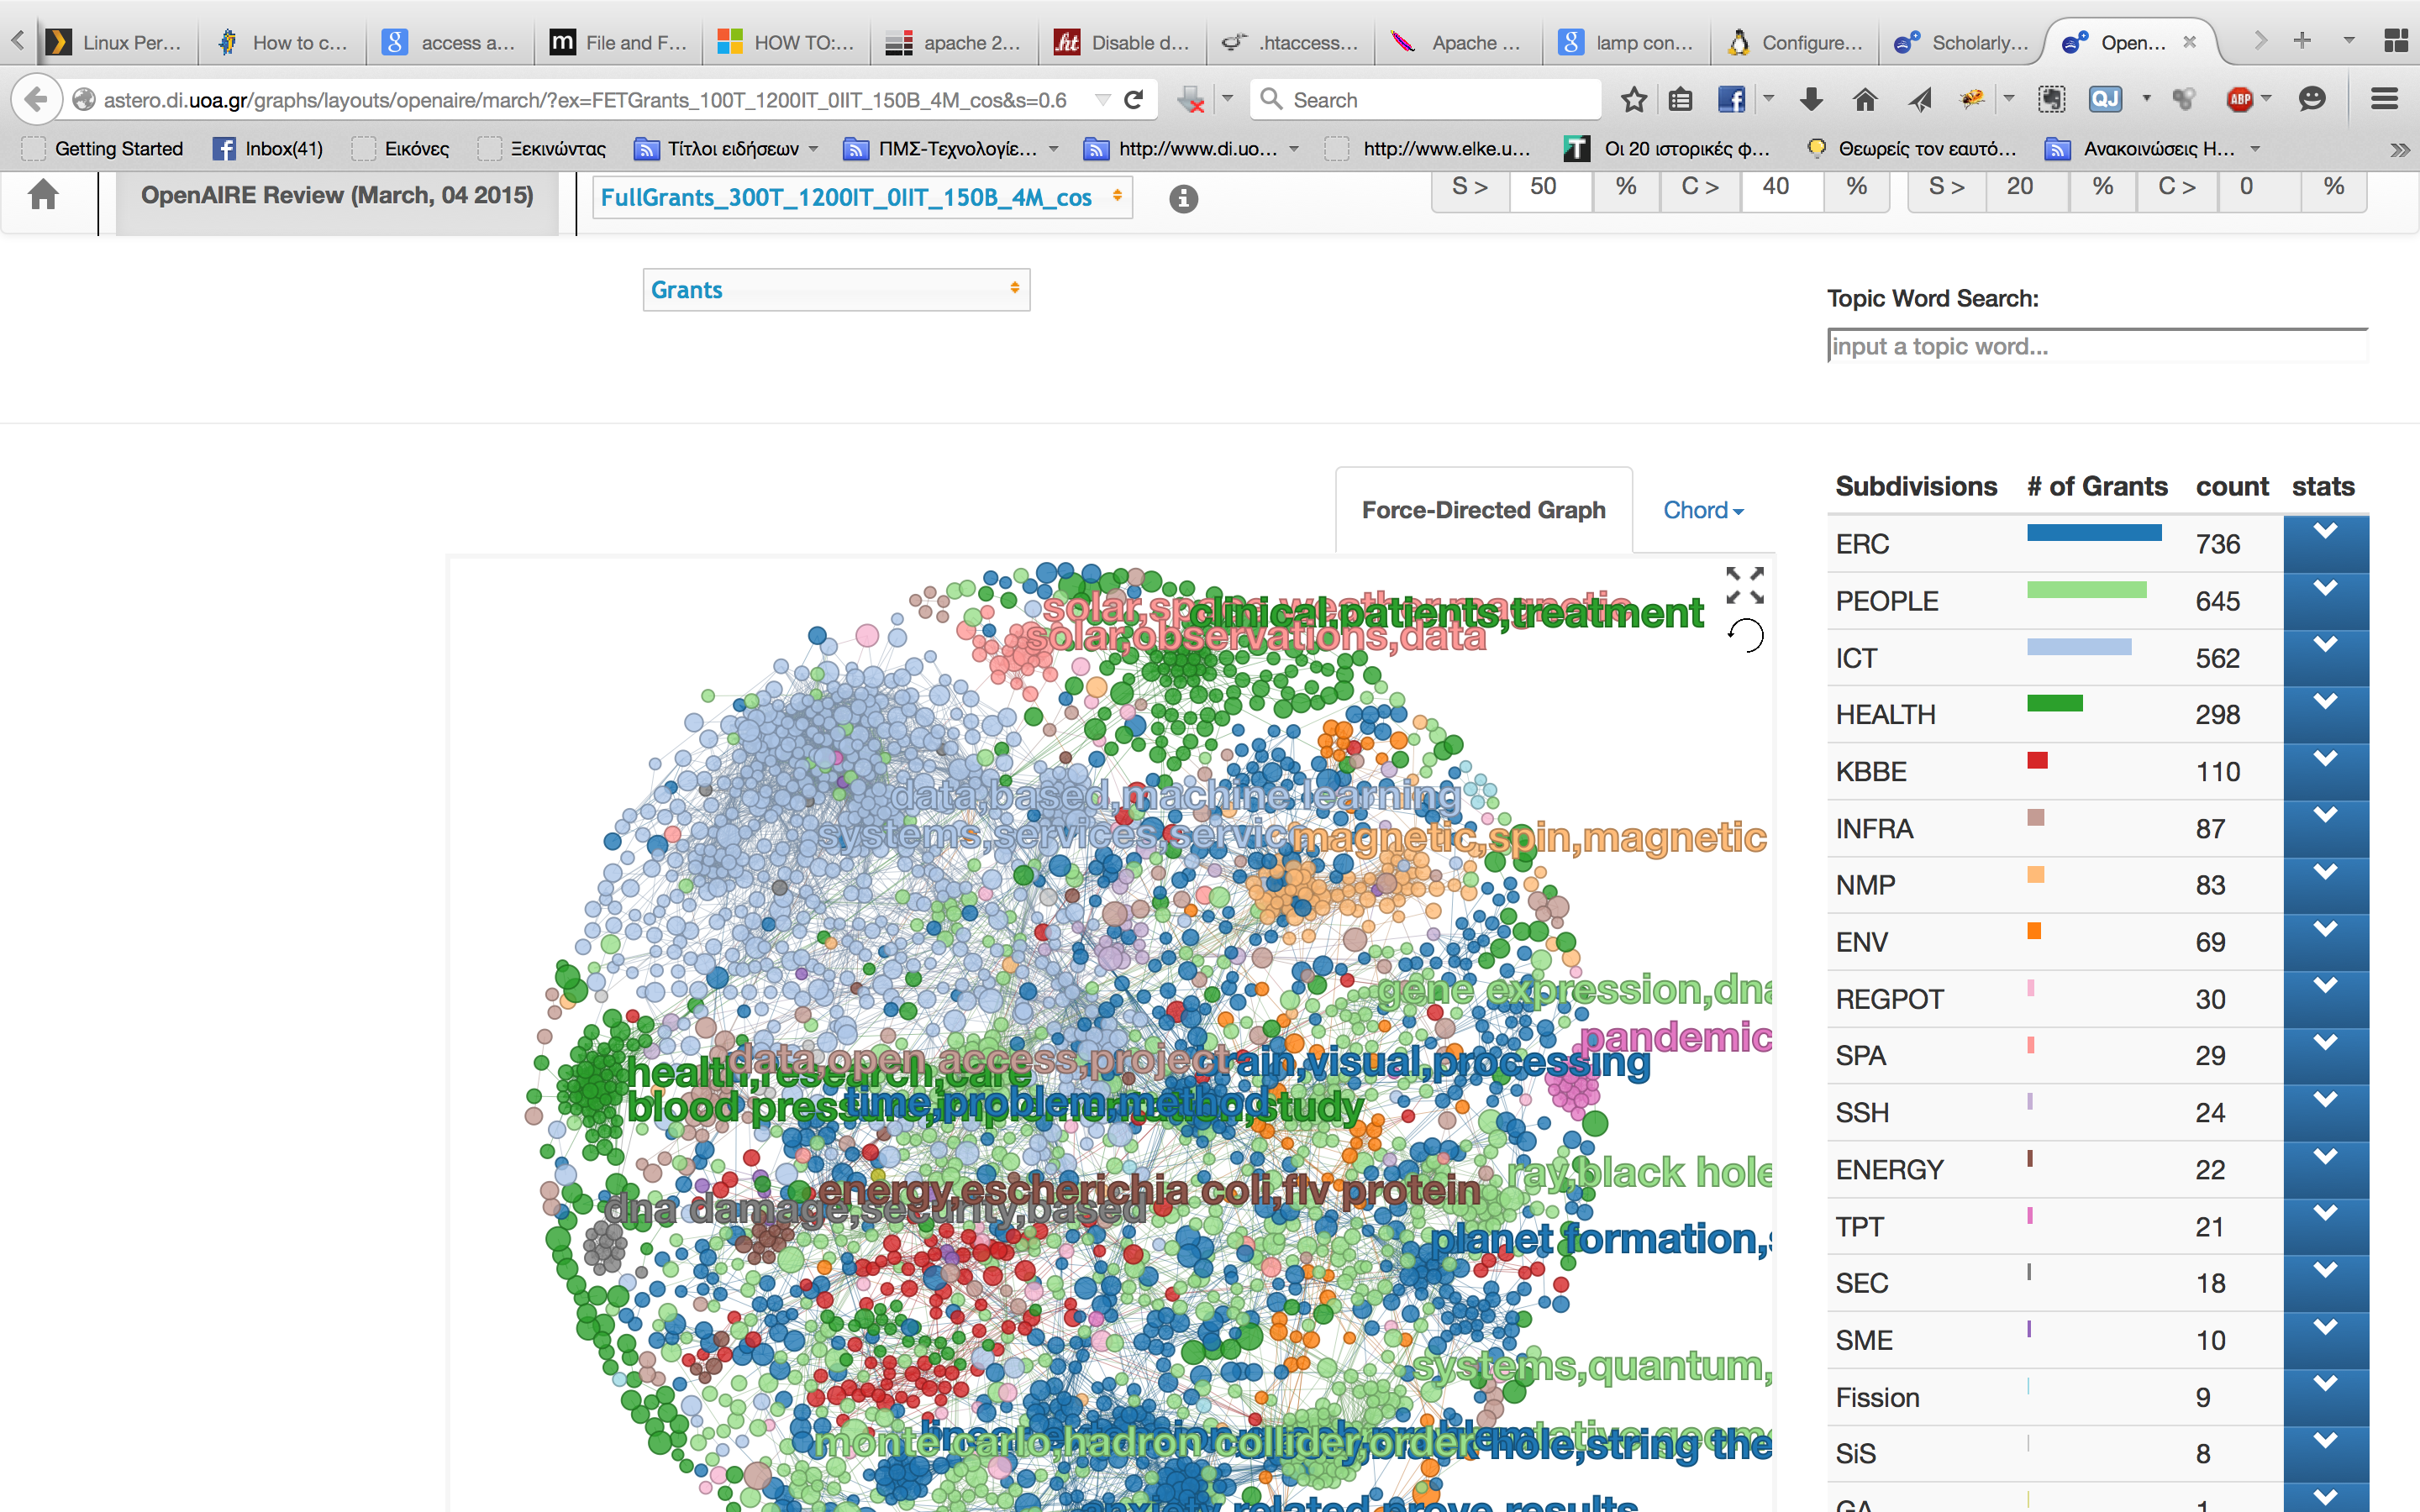 Linux Per... How to c... access a... File and F... HOW TO:... apache 2... Disable d... .htaccess... Apache ... lamp con... Configure... Scholarly... Open...
astero.di.uoa.gr/graphs/layouts/openaire/march/?ex=FETGrants_100T_1200IT_0IIT_150B_4M_cos&s=0.6 Search QJ ABP
Getting Started Inbox(41) Εικόνες Ξεκινώντας Τίτλοι ειδήσεων ΠΜΣ-Τεχνολογίε... http://www.di.uo... http://www.elke.u... Οι 20 ιστορικές φ... Θεωρείς τον εαυτό... Ανακοινώσεις Η...
OpenAIRE Review (March, 04 2015) FullGrants_300T_1200IT_0IIT_150B_4M_cos S > 50 % C > 40 % S > 20 % C > 0 %
Grants
Topic Word Search:
input a topic word...
Force-Directed Graph Chord
Subdivisions # of Grants count stats
ERC 736
PEOPLE 645
ICT 562
HEALTH 298
KBBE 110
INFRA 87
NMP 83
ENV 69
REGPOT 30
SPA 29
SSH 24
ENERGY 22
TPT 21
SEC 18
SME 10
Fission 9
SiS 8
GA 1
clinical,patients,treatment
solar,observations,data
data,based,machine learning
systems,services,servic
magnetic,spin,magnetic
gene expression,dna
pandemic
data,open access,project
ain,visual,processing
health,research,care
blood press
time,problem,method
study
ray,black hole
energy,escherichia coli,flv protein
dna damage,security,based
planet formation,s
systems,quantum,
monte carlo,hadron collider,order
hole,string the
anxiety related,prove,results